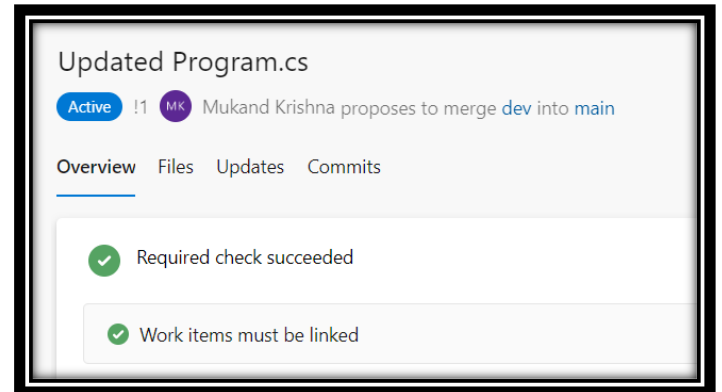 Updated Program.cs
Active !1 MK Mukand Krishna proposes to merge dev into main
Overview Files Updates Commits
Required check succeeded
Work items must be linked